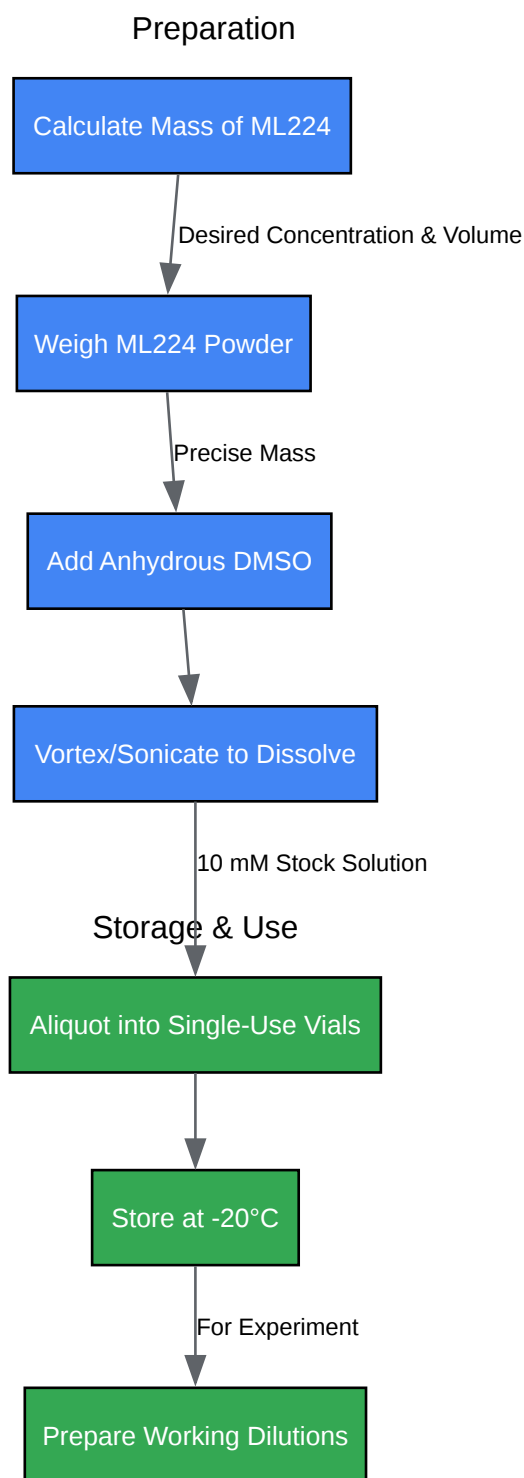 Preparation
Calculate Mass of ML224
Desired Concentration & Volume
Weigh ML224 Powder
Precise Mass
Add Anhydrous DMSO
Vortex/Sonicate to Dissolve
10 mM Stock Solution
Storage & Use
Aliquot into Single-Use Vials
Store at -20°C
For Experiment
Prepare Working Dilutions